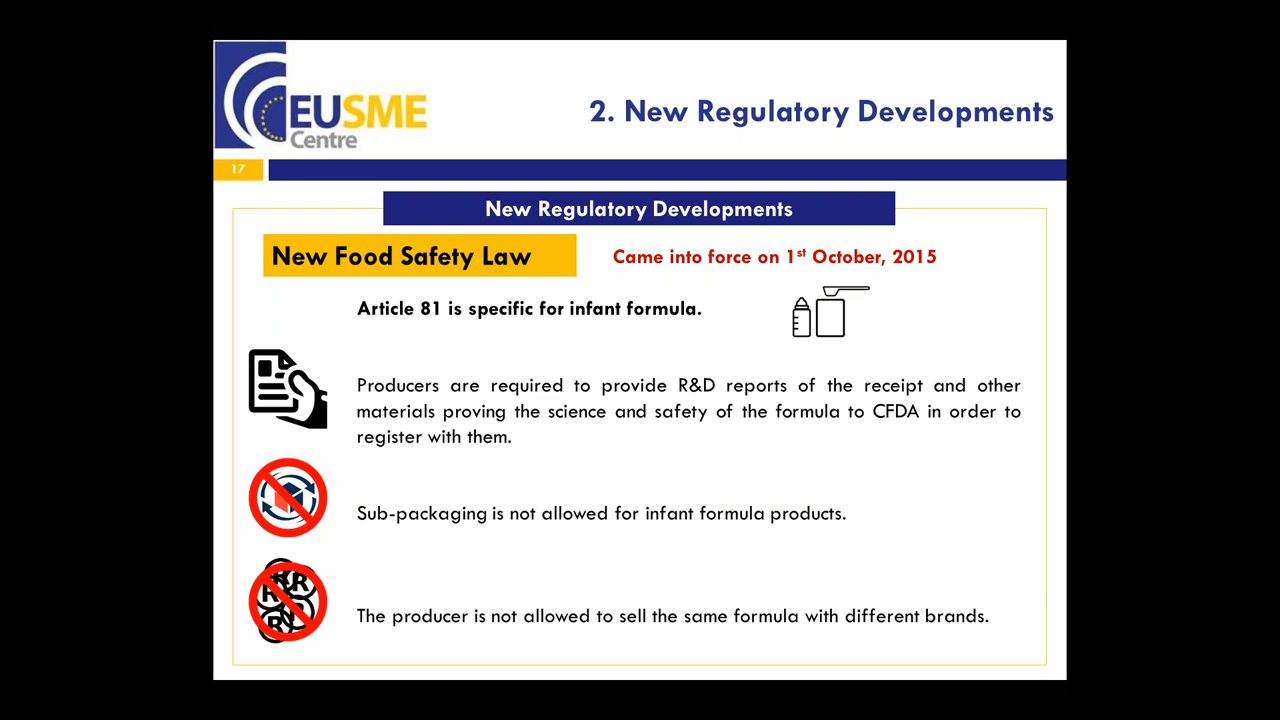 EUSME
Centre
2. New Regulatory Developments
17
New Regulatory Developments
New Food Safety Law
Came into force on 1st October, 2015
Article 81 is specific for infant formula.
Producers are required to provide R&D reports of the receipt and other
materials proving the science and safety of the formula to CFDA in order to
register with them.
Sub-packaging is not allowed for infant formula products.
R R R R R
The producer is not allowed to sell the same formula with different brands.